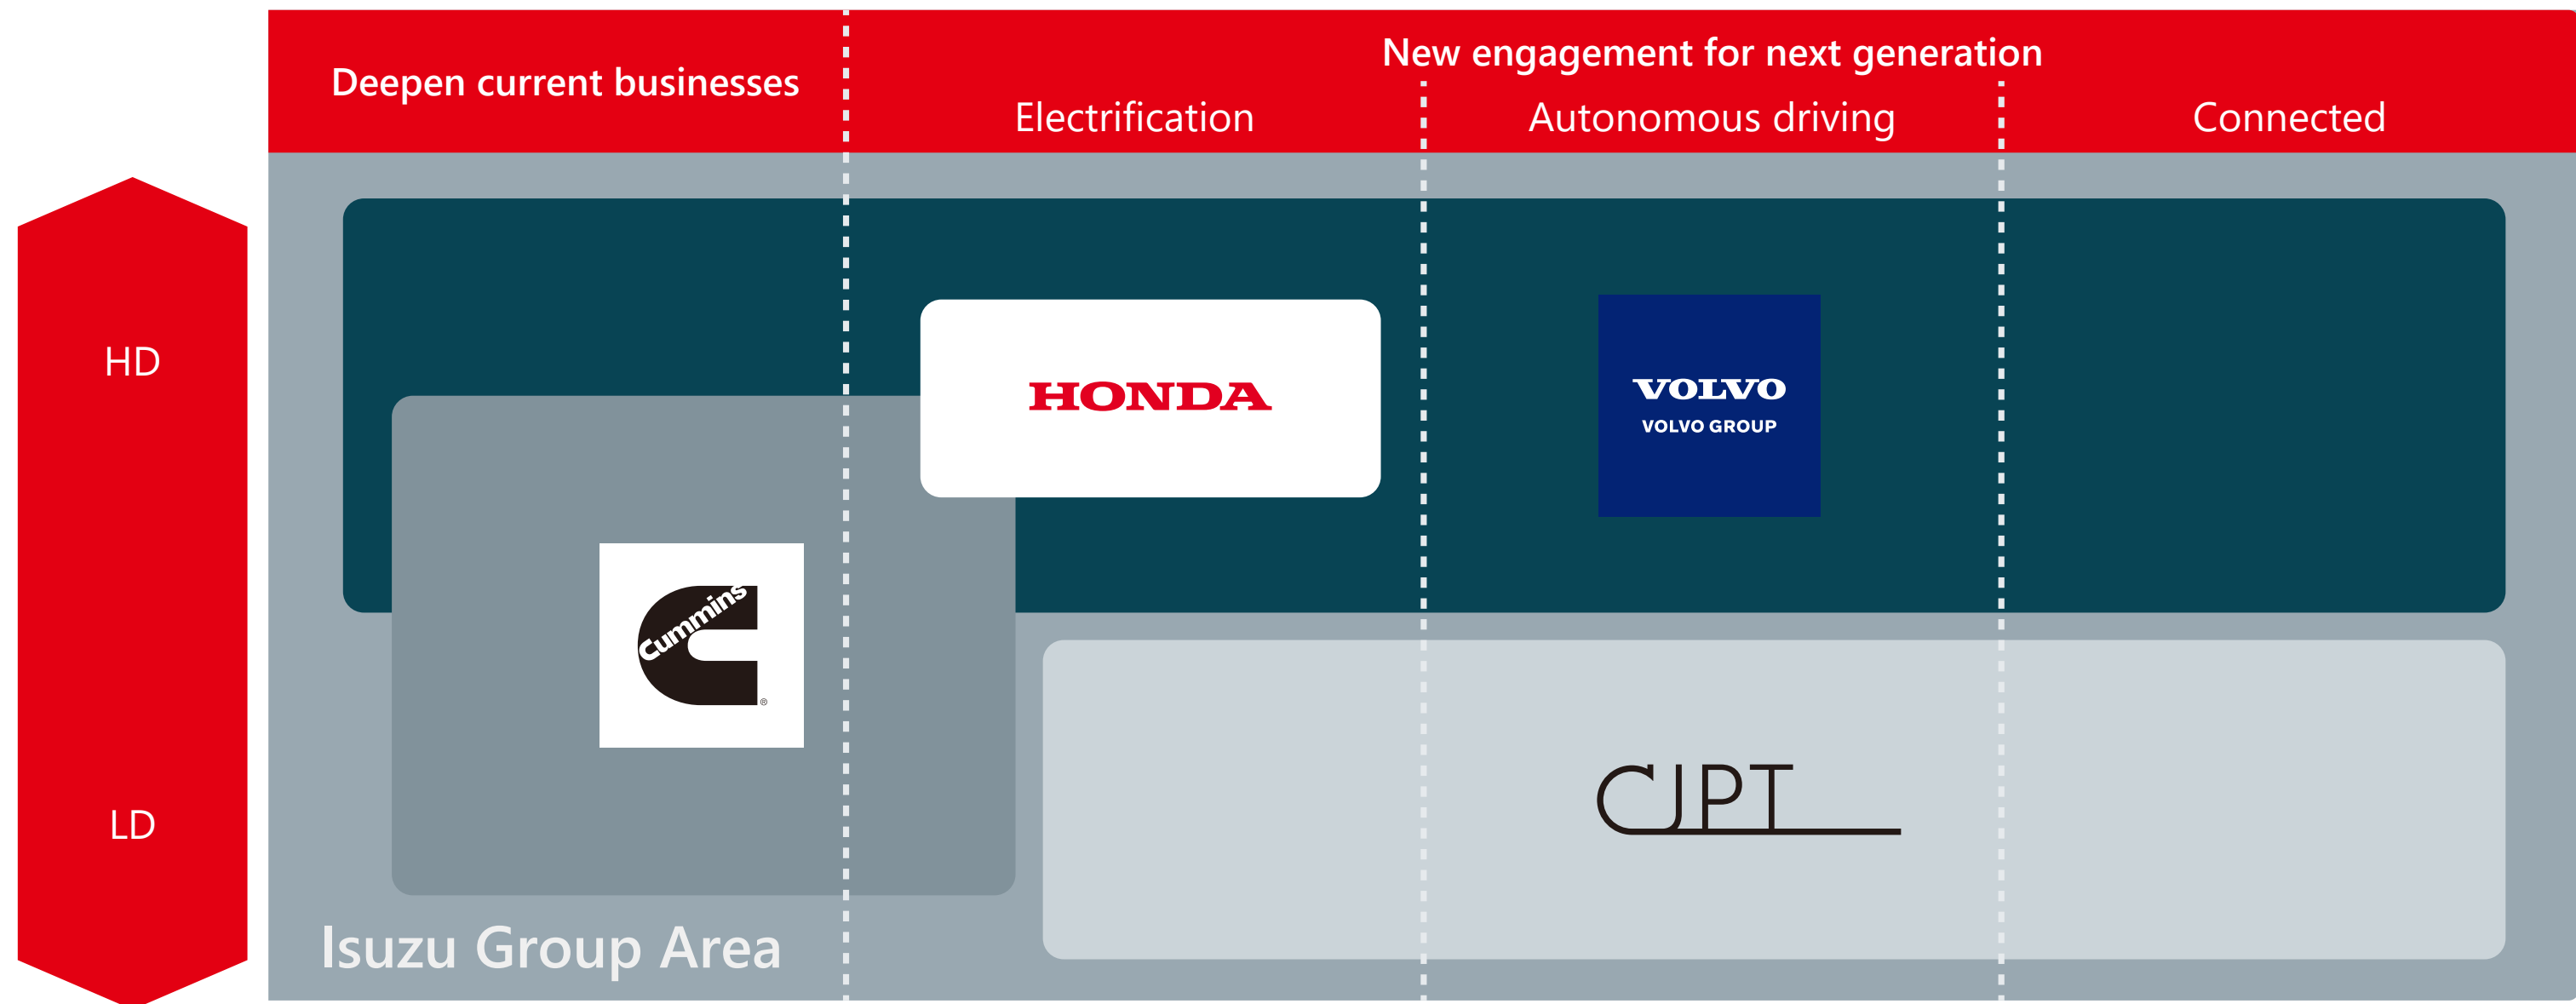 New engagement for next generation
Deepen current businesses
Electrification
Autonomous driving
Connected
HD
HONDA
VOLVO
VOLVO GROUP
Cummins
®
CJPT
LD
Isuzu Group Area